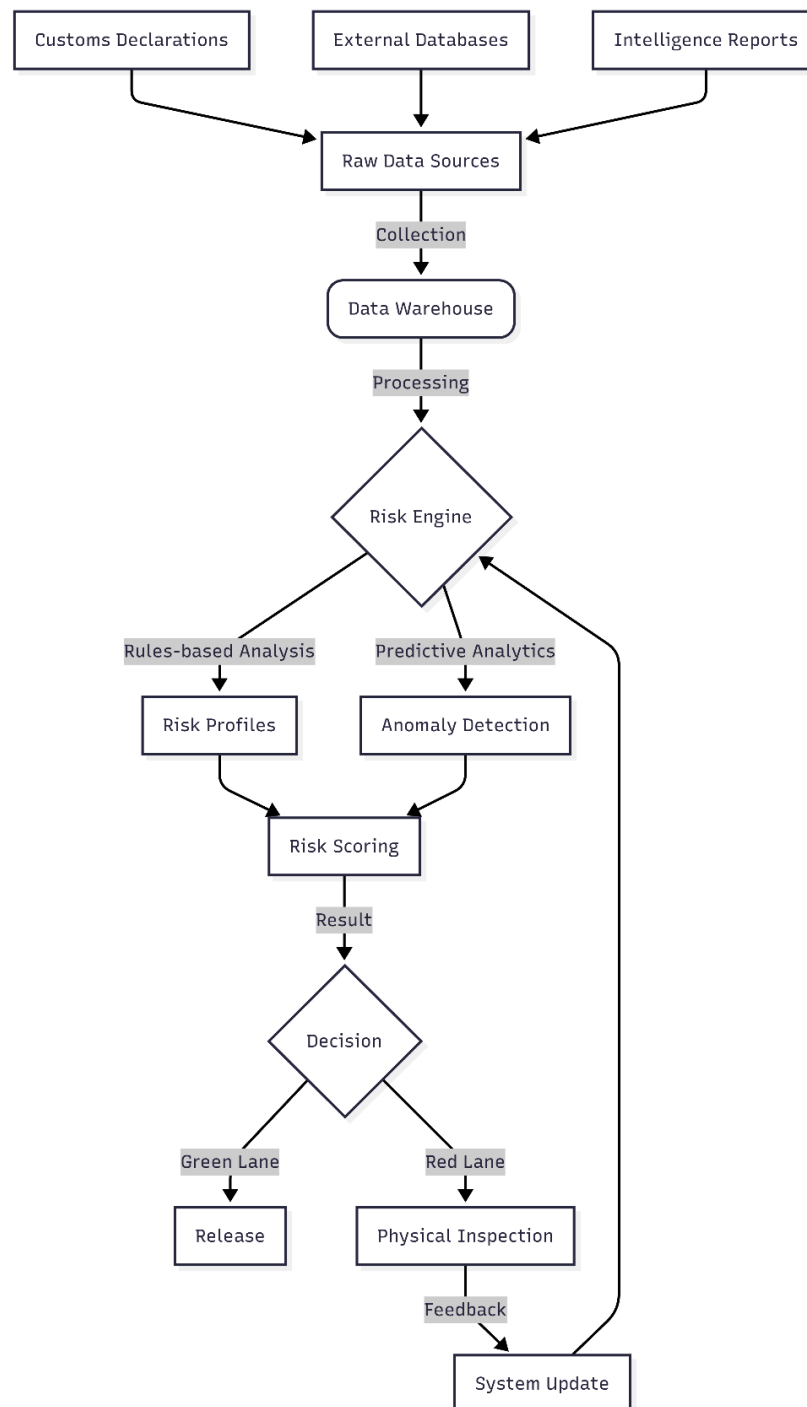 Customs Declarations
External Databases
Intelligence Reports
Raw Data Sources
Collection
Data Warehouse
Processing
Risk Engine
Rules-based Analysis
Predictive Analytics
Risk Profiles
Anomaly Detection
Risk Scoring
Result
Decision
Green Lane
Red Lane
Release
Physical Inspection
Feedback
System Update